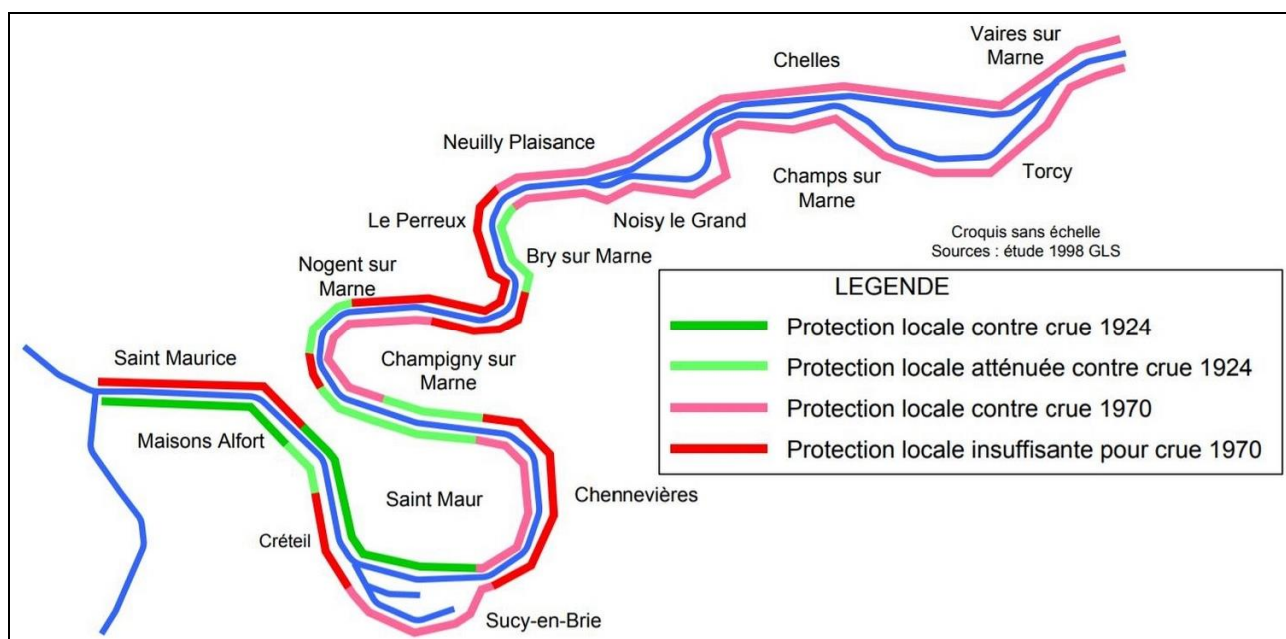 Vaires sur
Marne
Chelles
Neuilly Plaisance
Champs sur
Marne
Torcy
Le Perreux
Noisy le Grand
Croquis sans échelle
Sources : étude 1998 GLS
Bry sur Marne
Nogent sur
Marne
LEGENDE
Protection locale contre crue 1924
Protection locale atténuée contre crue 1924
Protection locale contre crue 1970
Protection locale insuffisante pour crue 1970
Saint Maurice
Champigny sur
Marne
Maisons Alfort
Saint Maur
Chennevières
Créteil
Sucy-en-Brie